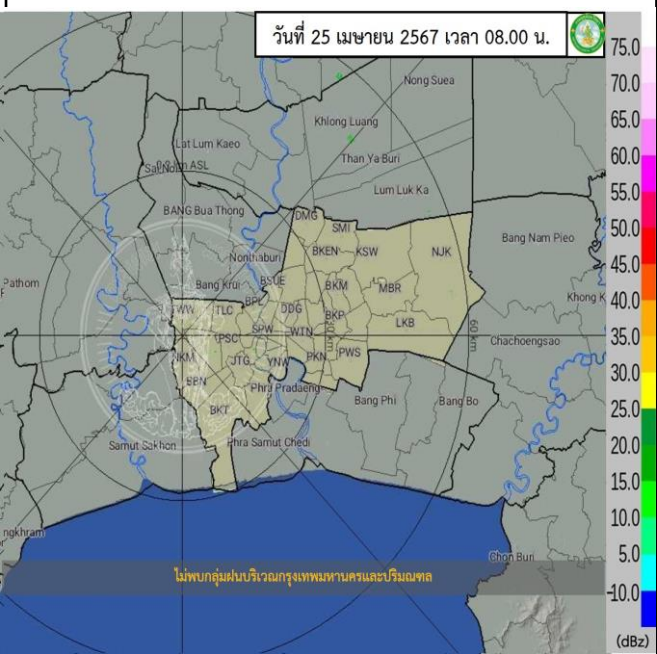 วันที่ 25 เมษายน 2567 เวลา 08.00 น.
75.0
Nong Suea
70.0
Khlong Luang
65.0
Lat Lum Kaeo
Than Ya Buri
60.0
km ASL
Lum Luk Ka
55.0
BANG Bua Thong
DMG
SMI
50.0
BKEN
KSW
NJK
Bang Nam Pieo
Nonthaburi
45.0
Bang Krui
BSUE
BKM
MBR
Pathom
BPL
Khong K
40.0
TLC
DDG
BKP
LKB
SPW
WTN
60 km
35.0
PSC
Chachoengsao
NKM
JTG
YNW
PKN
PWS
30.0
BPN
Phra Pradaeng
Bang Phi
Bang Bo
25.0
BKT
Samut Sakhon
Phra Samut Chedi
20.0
15.0
ngkhram
10.0
Chon Buri
5.0
ไม่พบกลุ่มฝนบริเวณกรุงเทพมหานครและปริมณฑล
-10.0
(dBz)